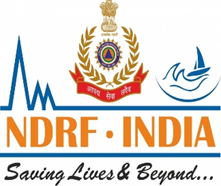 आपदा सेवा सदैव
NDRF · INDIA
Saving Lives & Beyond...